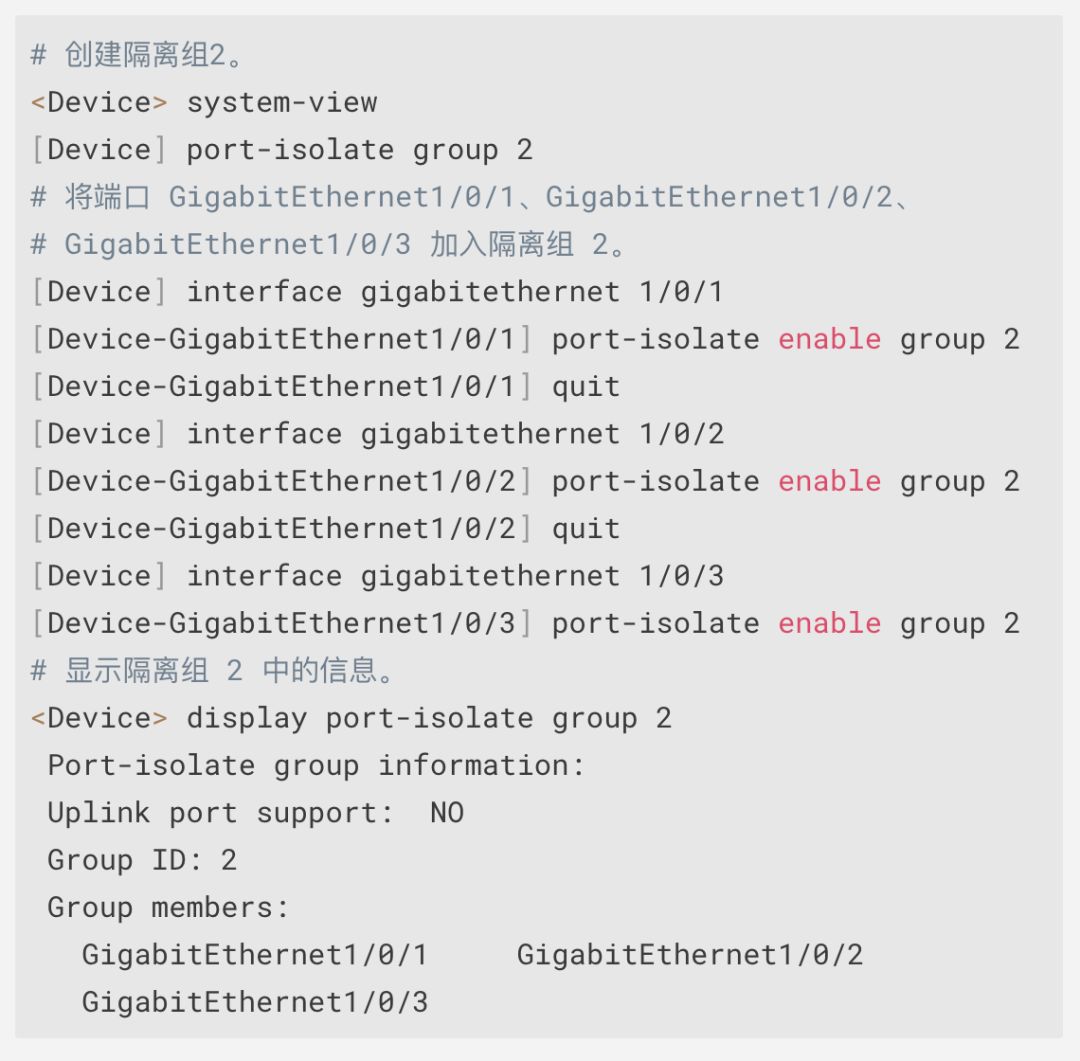 # 创建隔离组2。
<Device> system-view
[Device] port-isolate group 2
# 将端口 GigabitEthernet1/0/1、GigabitEthernet1/0/2、
# GigabitEthernet1/0/3 加入隔离组 2。
[Device] interface gigabitethernet 1/0/1
[Device-GigabitEthernet1/0/1] port-isolate enable group 2
[Device-GigabitEthernet1/0/1] quit
[Device] interface gigabitethernet 1/0/2
[Device-GigabitEthernet1/0/2] port-isolate enable group 2
[Device-GigabitEthernet1/0/2] quit
[Device] interface gigabitethernet 1/0/3
[Device-GigabitEthernet1/0/3] port-isolate enable group 2
# 显示隔离组 2 中的信息。
<Device> display port-isolate group 2
 Port-isolate group information:
 Uplink port support:  NO
 Group ID: 2
 Group members:
   GigabitEthernet1/0/1     GigabitEthernet1/0/2
   GigabitEthernet1/0/3